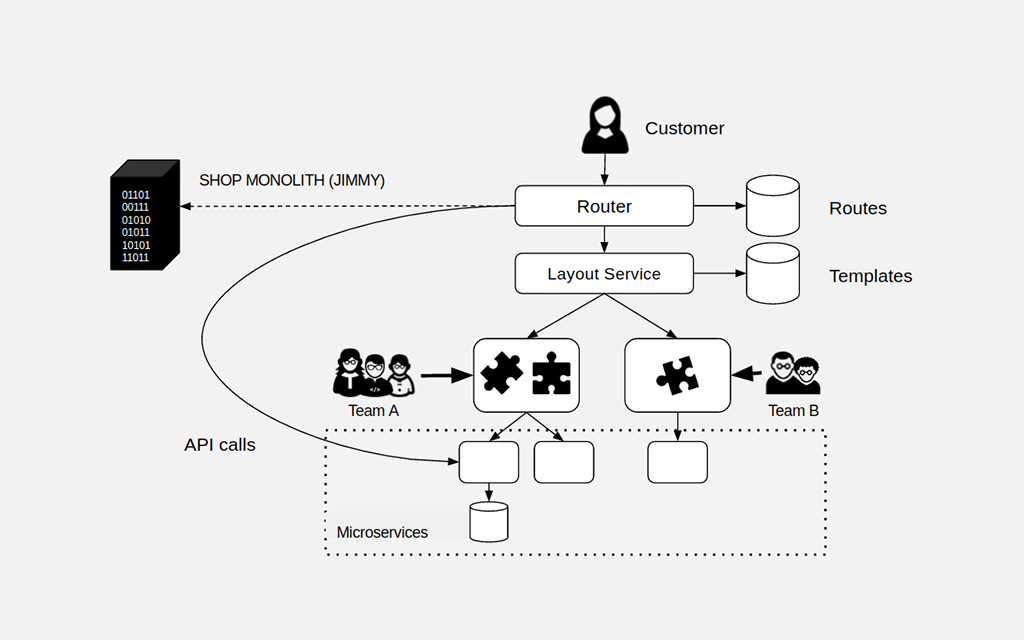 Customer
SHOP MONOLITH (JIMMY)
01101
00111
01010
01011
10101
11011
Router
Routes
Layout Service
Templates
Team A
Team B
API calls
Microservices